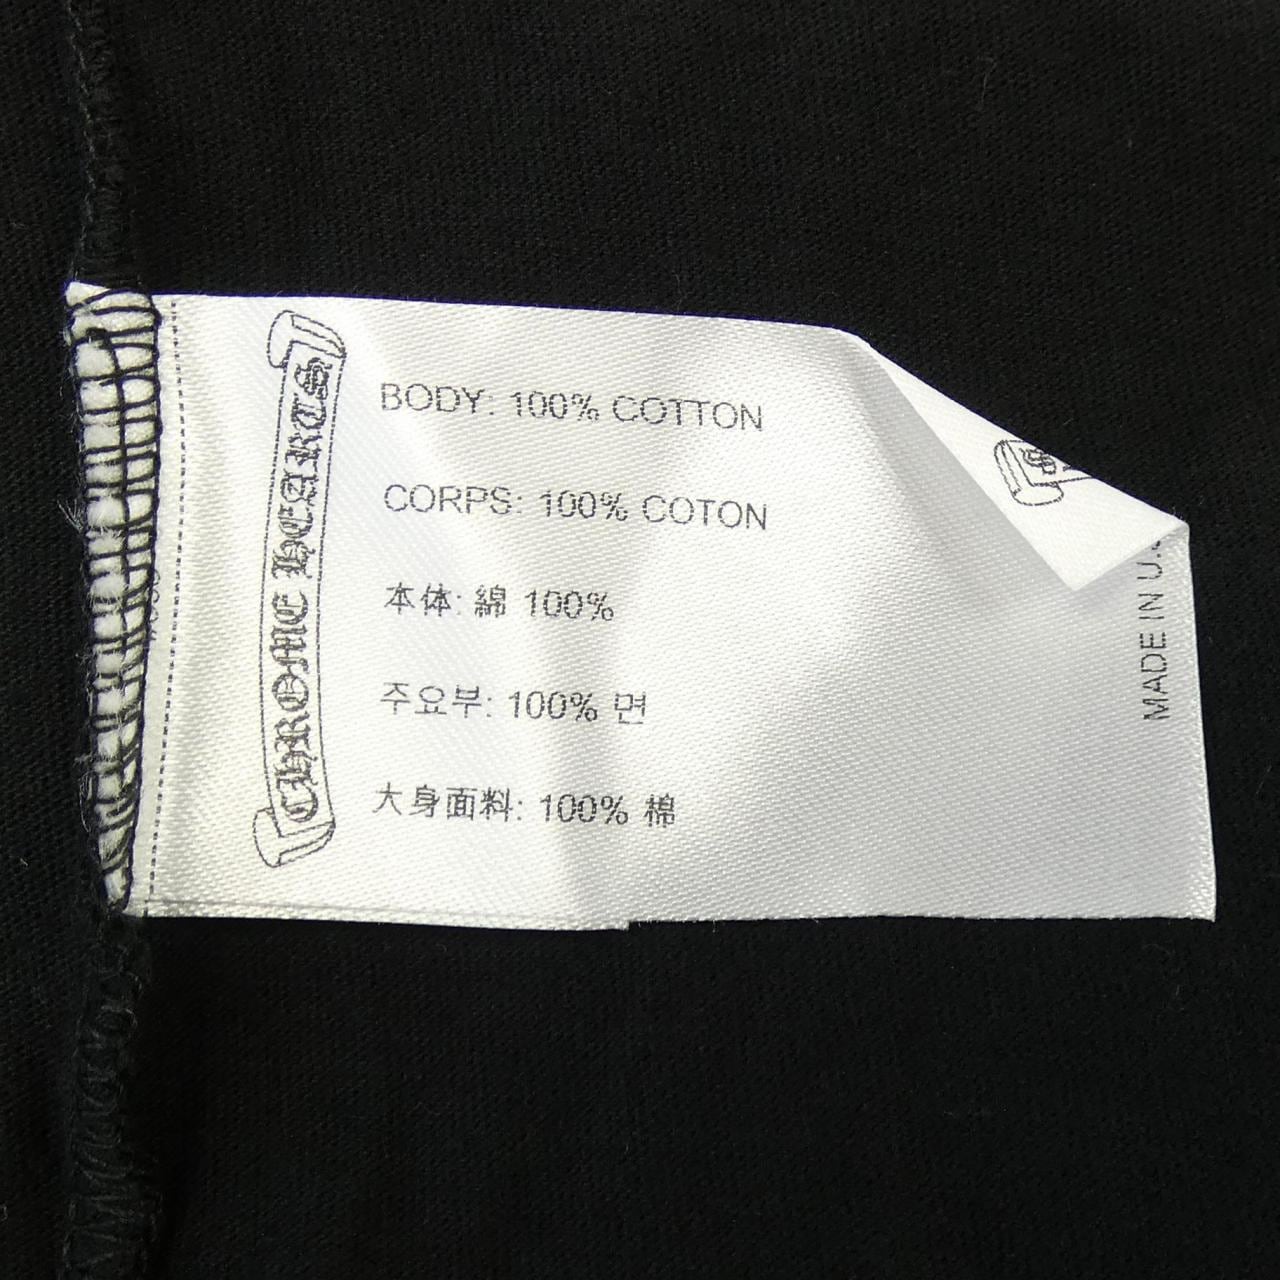 CHROME HEARTS
BODY: 100% COTTON
CORPS: 100% COTON
本体: 綿 100%
주요부: 100% 면
大身面料: 100% 棉
MADE IN U.S